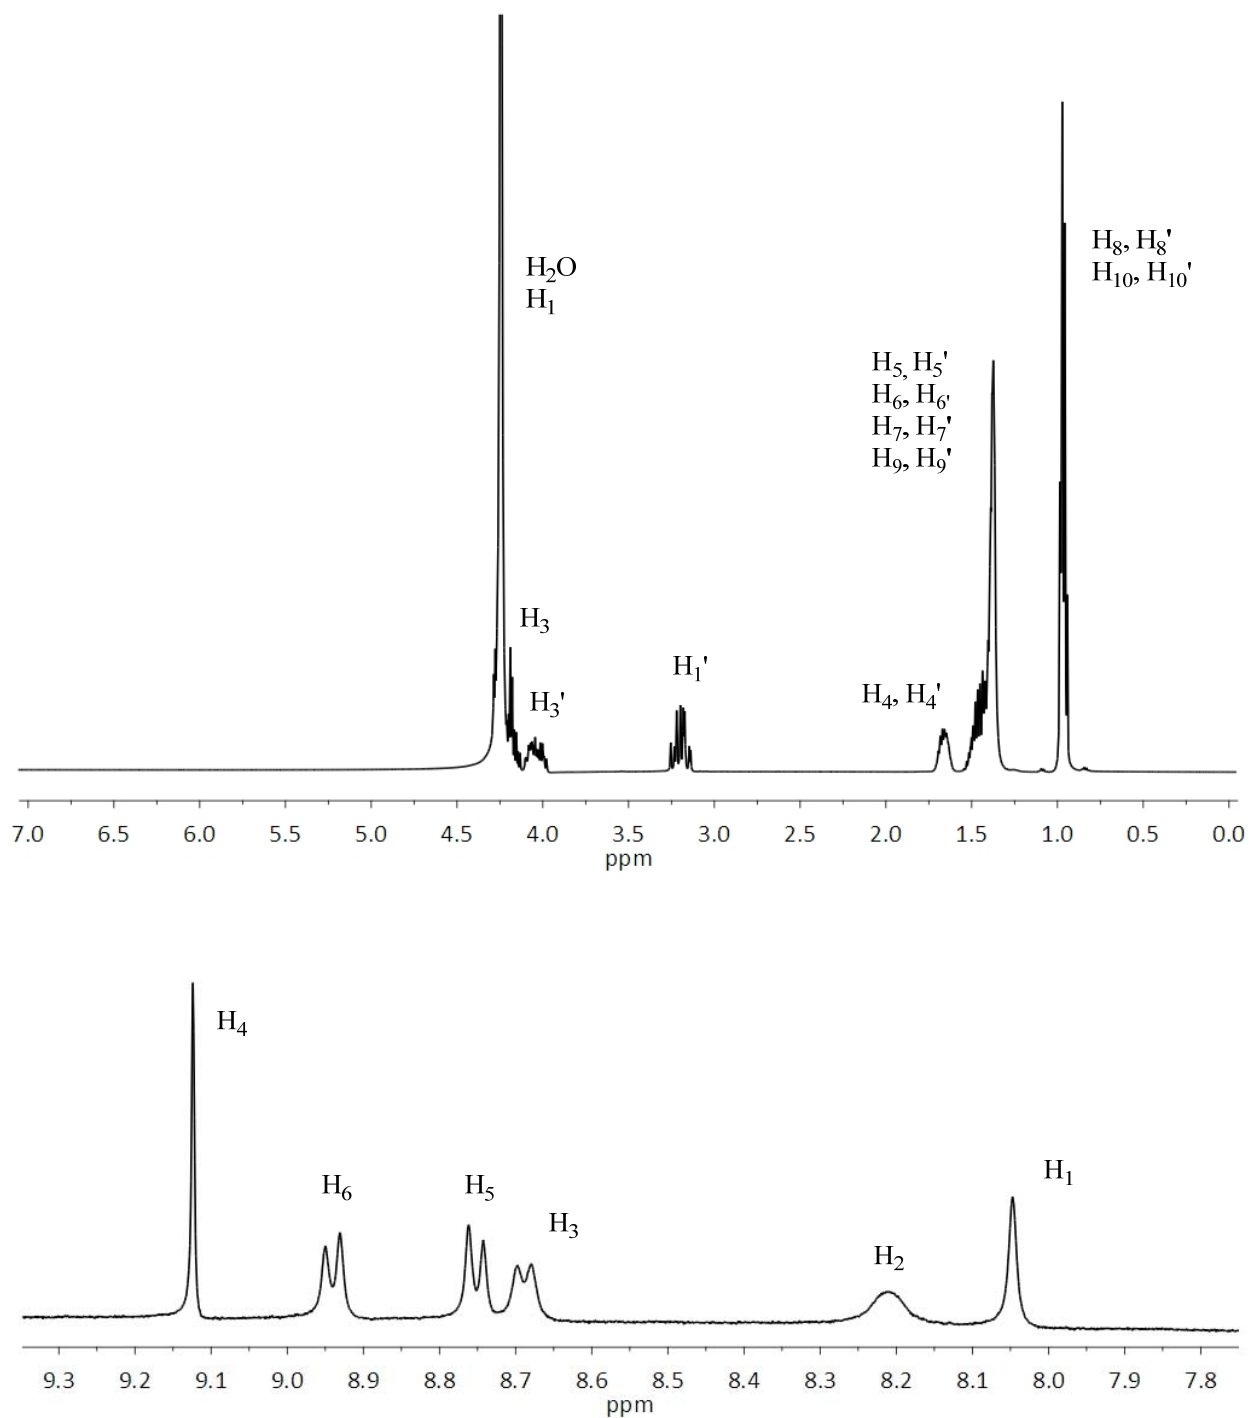 H₈, H₈'
H₁₀, H₁₀'
H₂O
H₁
H₅, H₅'
H₆, H₆'
H₇, H₇'
H₉, H₉'
H₃
H₁'
H₃'
H₄, H₄'
7.0 6.5 6.0 5.5 5.0 4.5 4.0 3.5 3.0 2.5 2.0 1.5 1.0 0.5 0.0
ppm
H₄
H₆
H₅
H₃
H₂
H₁
9.3 9.2 9.1 9.0 8.9 8.8 8.7 8.6 8.5 8.4 8.3 8.2 8.1 8.0 7.9 7.8
ppm